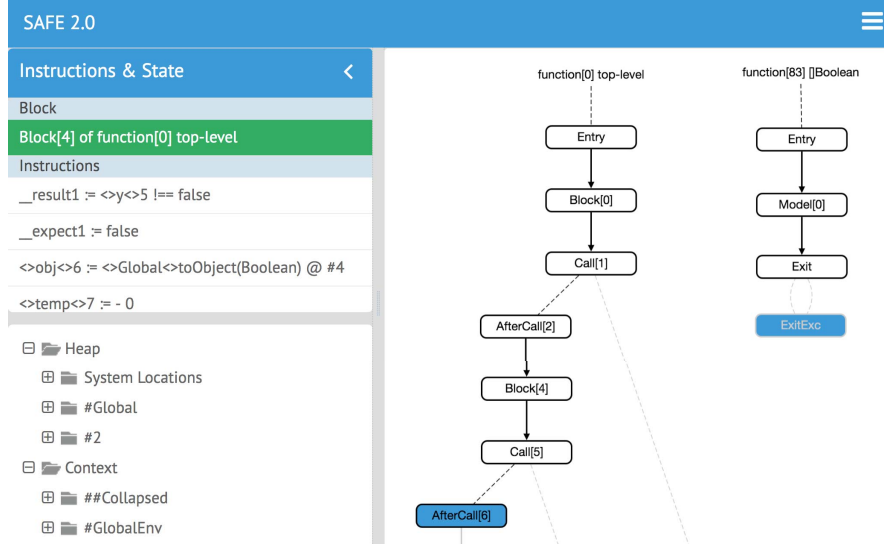 SAFE 2.0
Instructions & State
Block
Block[4] of function[0] top-level
Instructions
__result1 := <>y<>5 !== false
__expect1 := false
<>obj<>6 := <>Global<>toObject(Boolean) @ #4
<>temp<>7 := - 0
Heap
System Locations
#Global
#2
Context
##Collapsed
#GlobalEnv
function[0] top-level
Entry
Block[0]
Call[1]
AfterCall[2]
Block[4]
Call[5]
AfterCall[6]
function[83] []Boolean
Entry
Model[0]
Exit
ExitExc